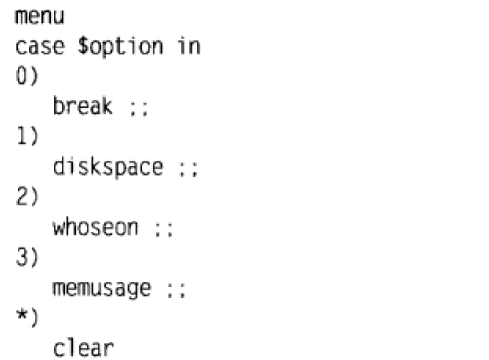 menu
case $option in
0)
break ;;
1)
diskspace ;;
2)
whoseon ;;
3)
memusage ;;
*)
clear